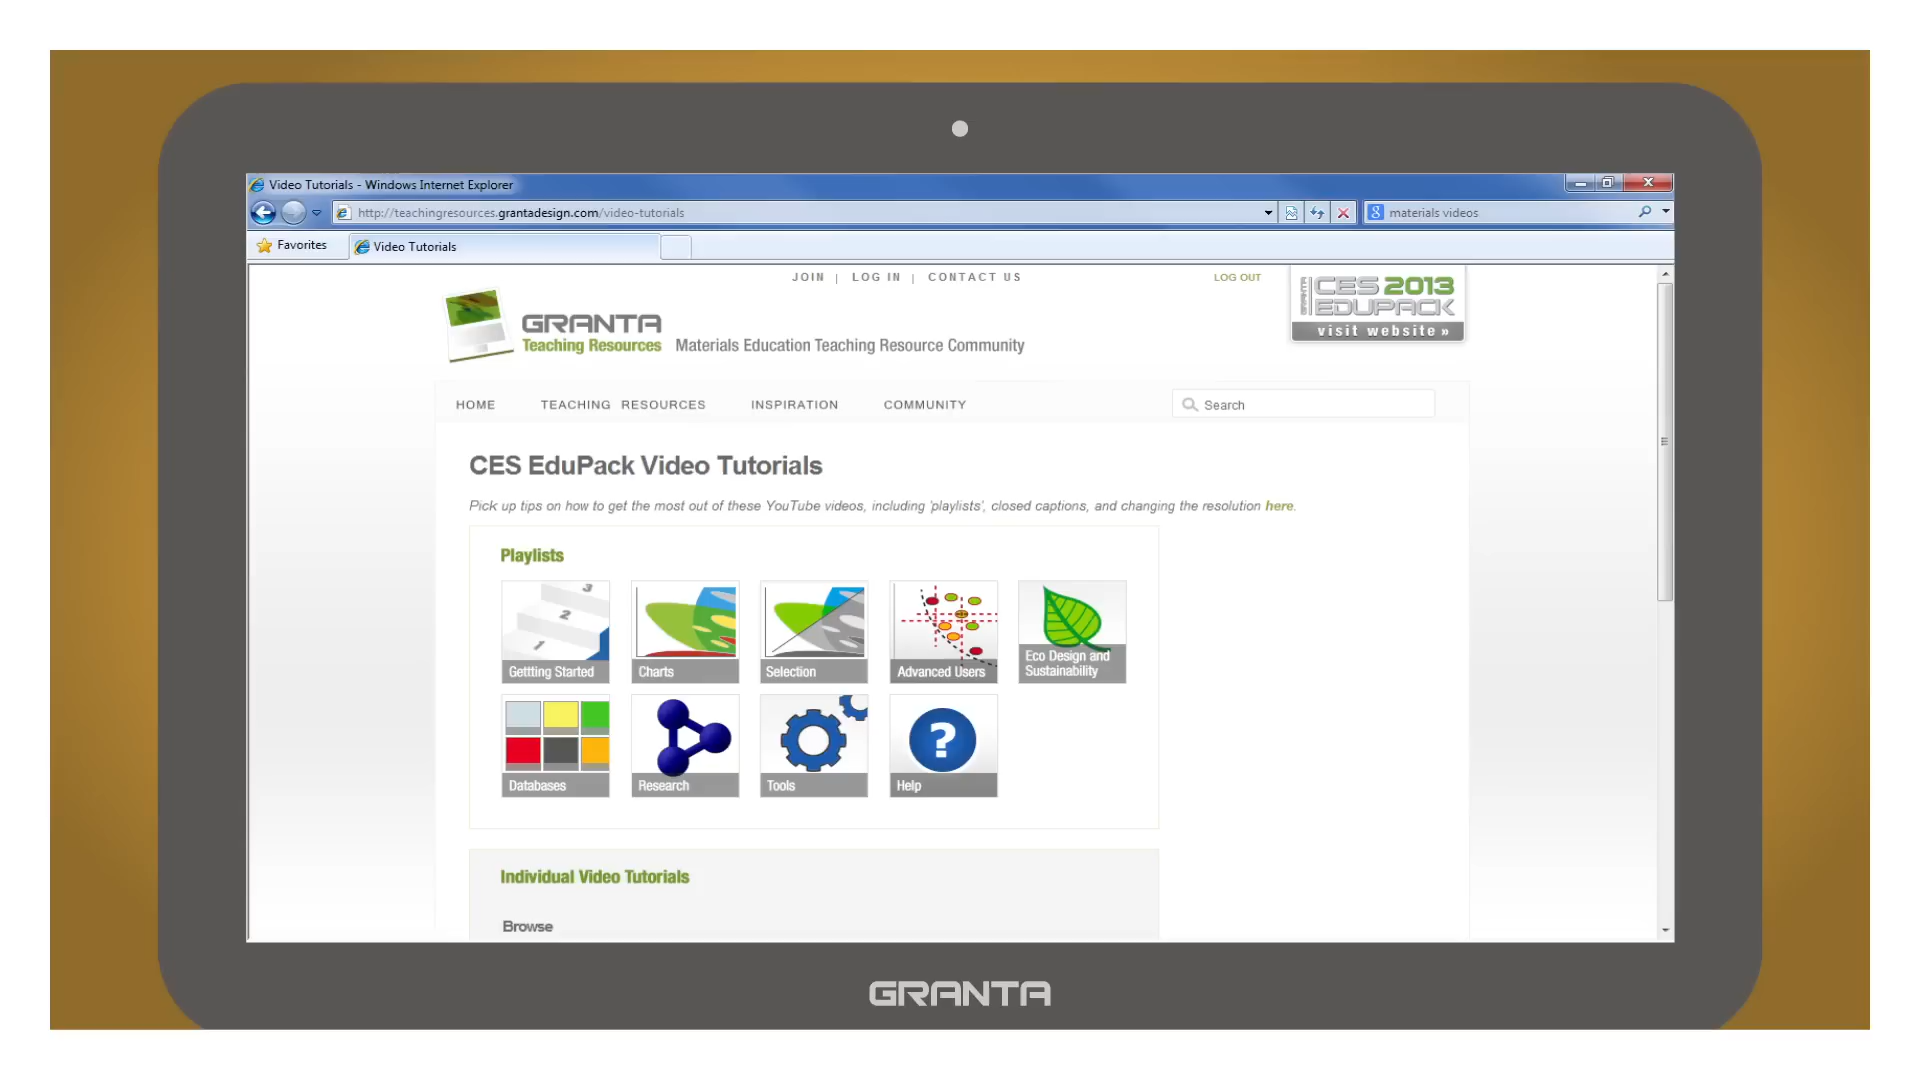 Video Tutorials - Windows Internet Explorer
http://teachingresources.grantadesign.com/video-tutorials
materials videos
Favorites
Video Tutorials
JOIN | LOG IN | CONTACT US
LOG OUT
CES 2013
EDUPACK
visit website »
GRANTA
Teaching Resources Materials Education Teaching Resource Community
HOME TEACHING RESOURCES INSPIRATION COMMUNITY
Search
CES EduPack Video Tutorials
Pick up tips on how to get the most out of these YouTube videos, including 'playlists', closed captions, and changing the resolution here.
Playlists
3
2
1
Gettting Started
Charts
Selection
Advanced Users
Eco Design and
Sustainability
Databases
Research
Tools
?
Help
Individual Video Tutorials
Browse
GRANTA